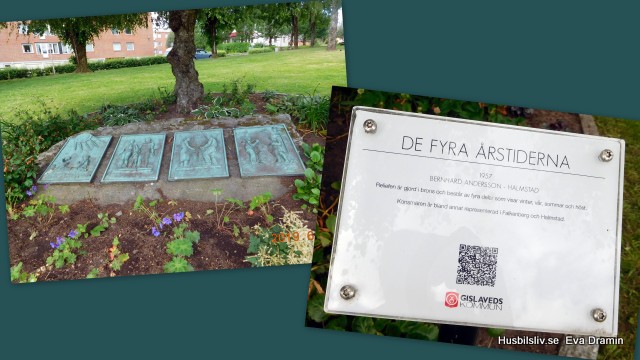 DE FYRA ÅRSTIDERNA
1957
BERNHARD ANDERSSON - HALMSTAD
Reliefen är gjord i brons och består av fyra delar som visar vinter, vår, sommar och höst.
Konstnären är bland annat representerad i Falkenberg och Halmstad.
GISLAVEDS
KOMMUN
Husbilsliv.se Eva Dramin